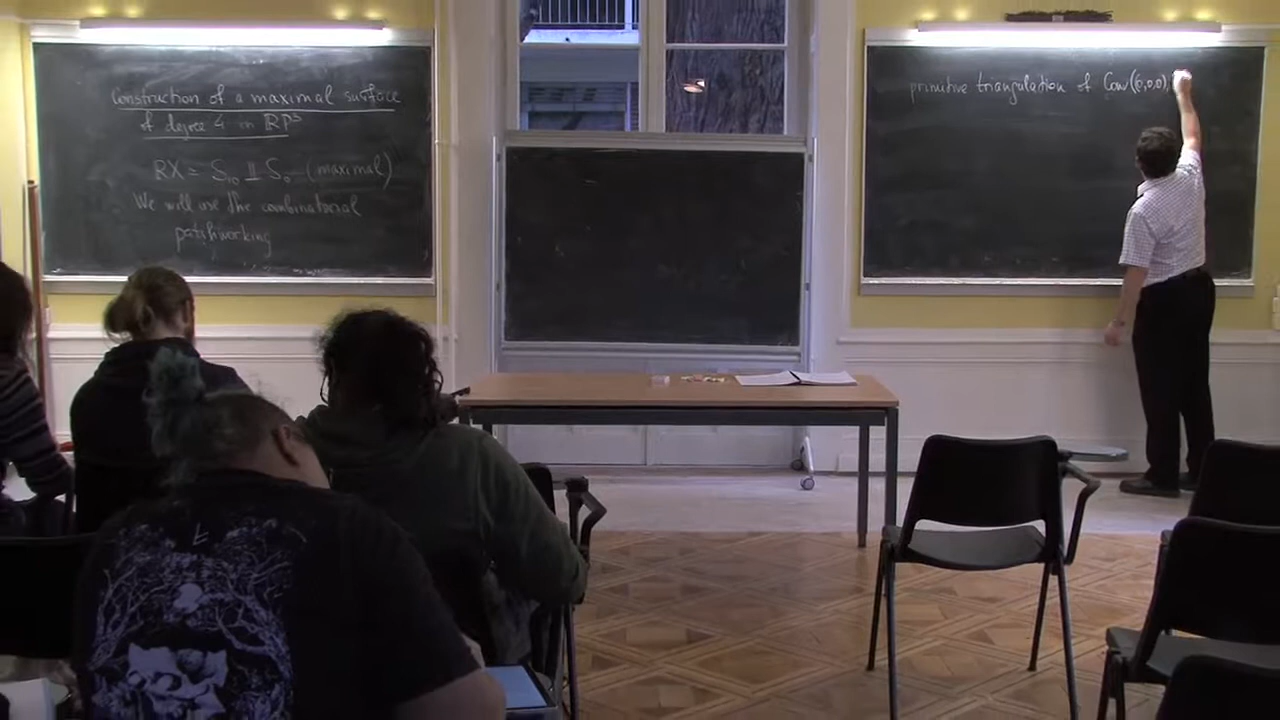 Construction of a maximal surface
of degree 4 in RP³
RX = S₁₀ ⊔ S₀ (maximal)
We will use the combinatorial
patchworking
primitive triangulation of Conv((0,0,0),